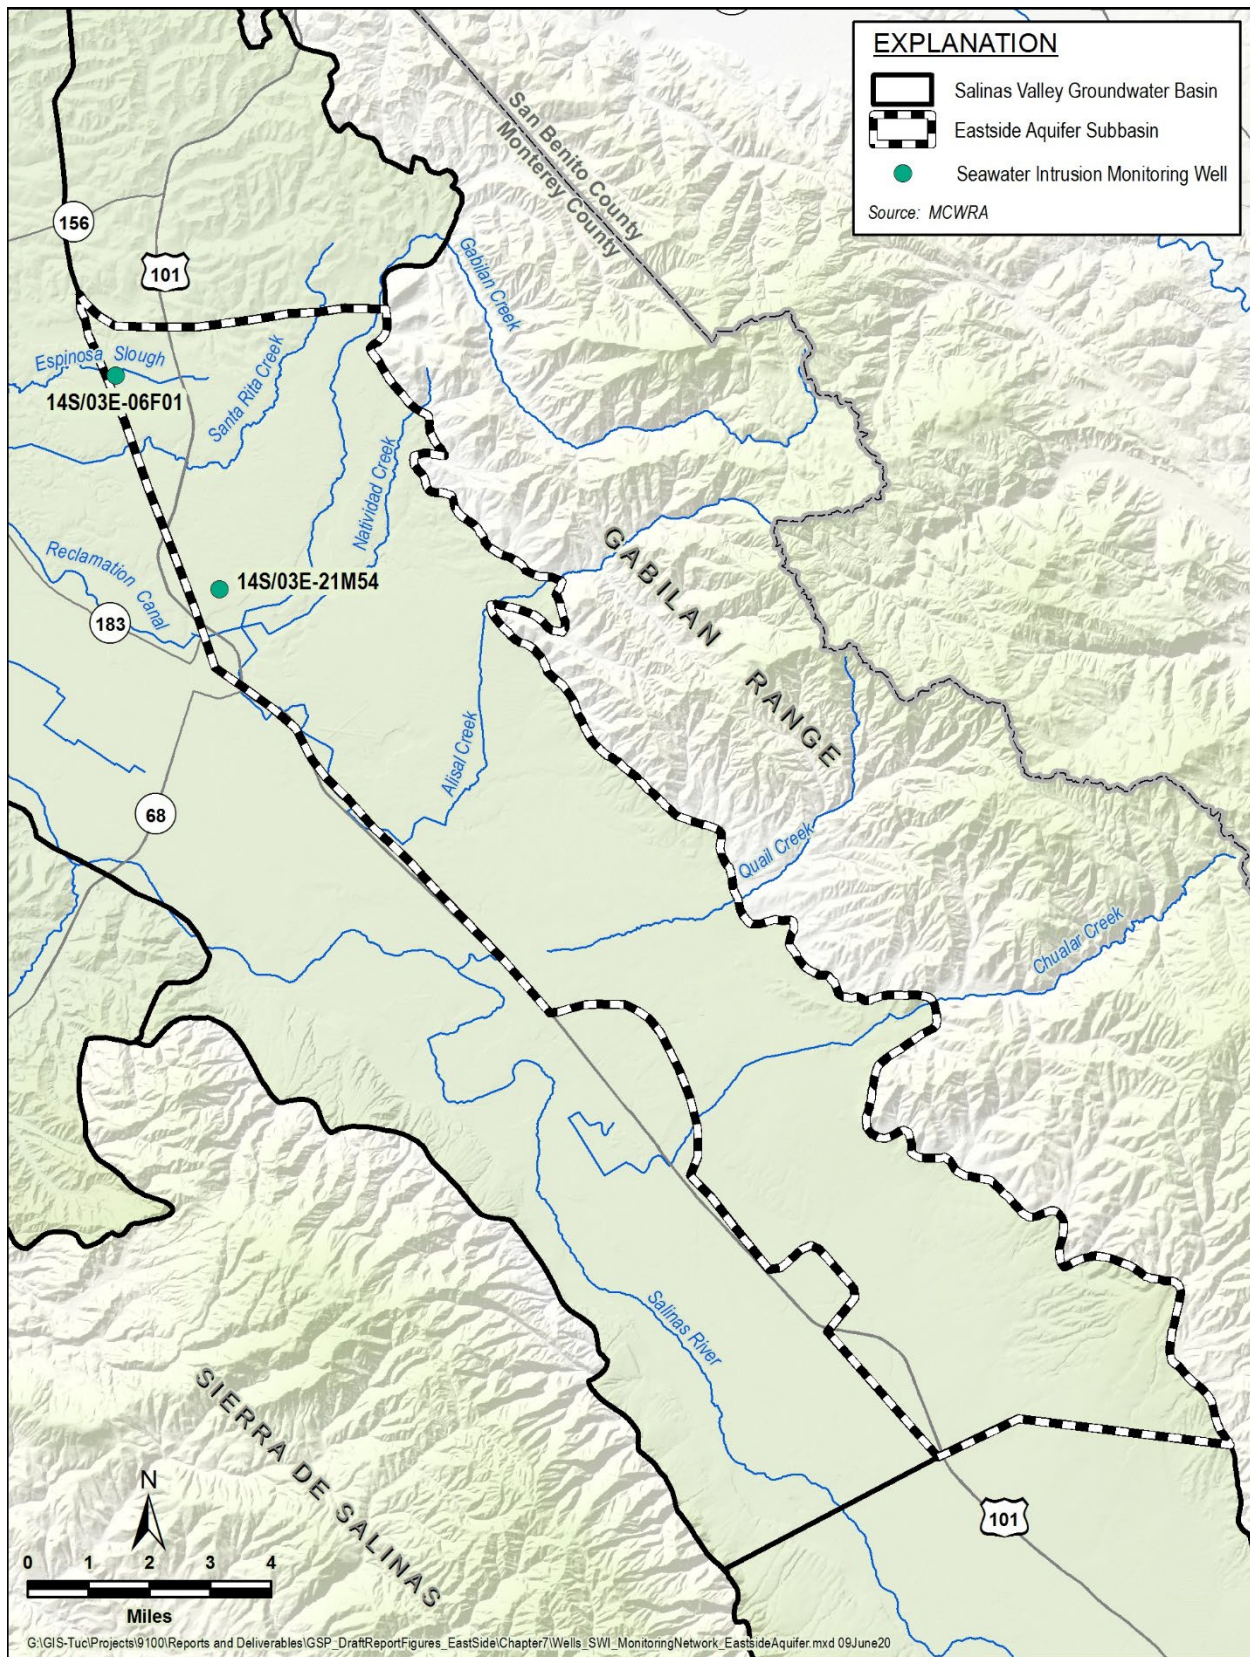 EXPLANATION
Salinas Valley Groundwater Basin
Eastside Aquifer Subbasin
Seawater Intrusion Monitoring Well
Source: MCWRA
San Benito County
Monterey County
156
101
Gabilan Creek
Espinosa Slough
14S/03E-06F01
Santa Rita Creek
Natividad Creek
Reclamation Canal
14S/03E-21M54
183
GABILAN RANGE
Alisal Creek
68
Quail Creek
Chualar Creek
Salinas River
SIERRA DE SALINAS
101
N
0 1 2 3 4
Miles
G:\GIS-Tuc\Projects\9100\Reports and Deliverables\GSP_DraftReportFigures_EastSide\Chapter7\Wells_SWI_MonitoringNetwork_EastsideAquifer.mxd 09June20